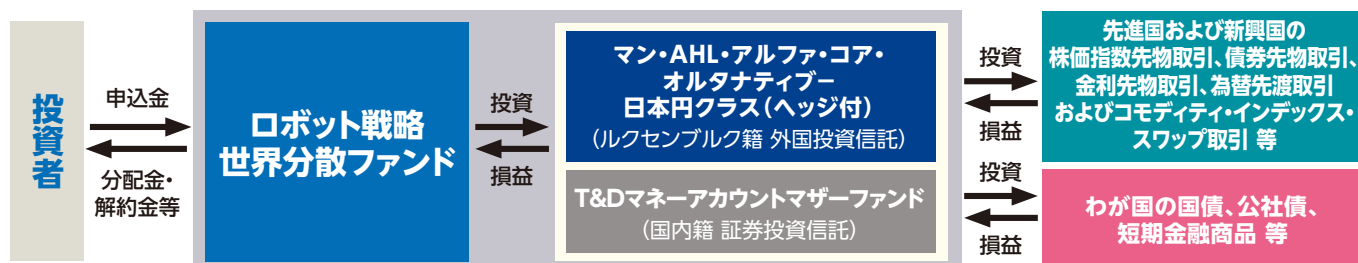 投資者
申込金
分配金・
解約金等
ロボット戦略
世界分散ファンド
投資
損益
マン・AHL・アルファ・コア・
オルタナティブー
日本円クラス(ヘッジ付)
(ルクセンブルク籍 外国投資信託)
T&Dマネーアカウントマザーファンド
(国内籍 証券投資信託)
投資
損益
先進国および新興国の
株価指数先物取引、債券先物取引、
金利先物取引、為替先渡取引
およびコモディティ・インデックス・
スワップ取引 等
投資
損益
わが国の国債、公社債、
短期金融商品 等